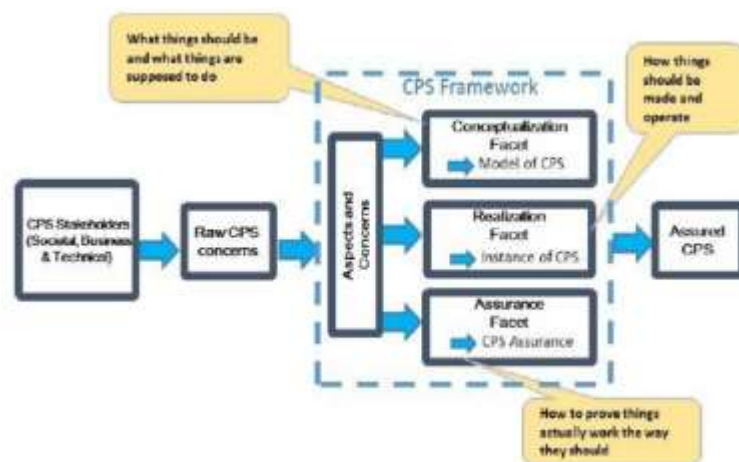 What things should be
and what things are
supposed to do
How things
should be
made and
operate
CPS Framework
Conceptualization
Facet
Model of CPS
CPS Stakeholders
(Societal, Business
& Technical)
Raw CPS
concerns
Aspects and
Concerns
Realization
Facet
Instance of CPS
Assured
CPS
Assurance
Facet
CPS Assurance
How to prove things
actually work the way
they should